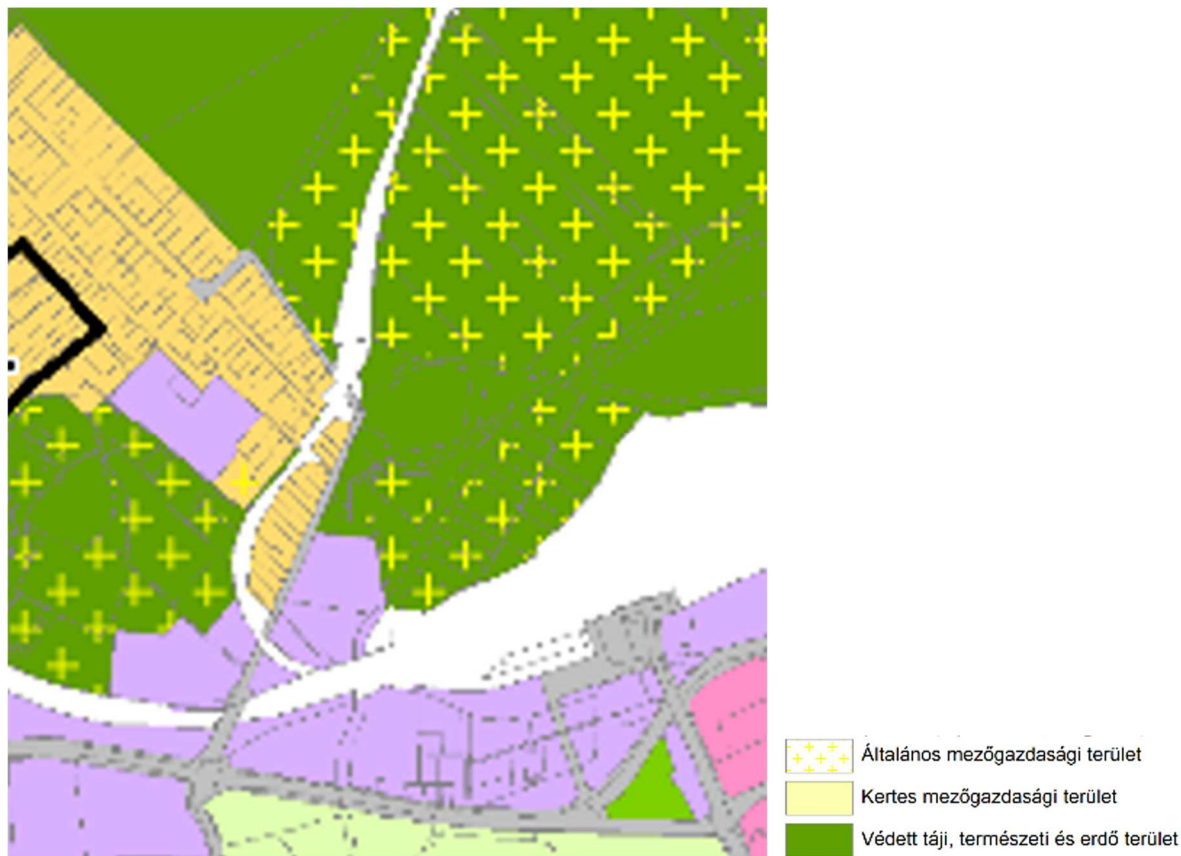 Általános mezőgazdasági terület
Kertes mezőgazdasági terület
Védett táji, természeti és erdő terület